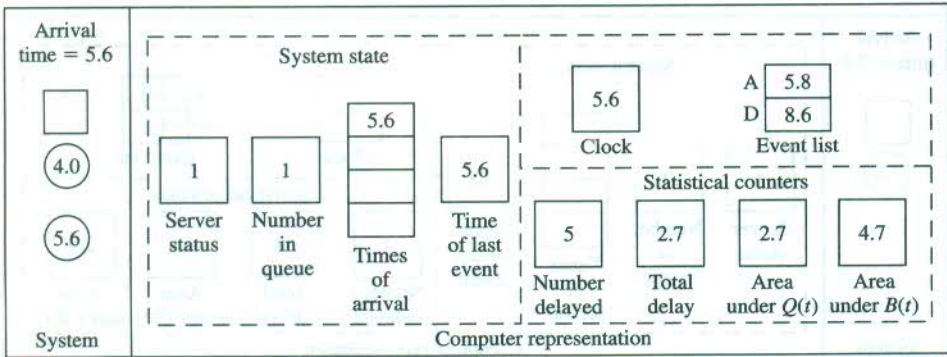 Arrival
time = 5.6
4.0
5.6
System
System state
1
Server
status
1
Number
in
queue
5.6
Times
of
arrival
5.6
Time
of last
event
5.6
Clock
A 5.8
D 8.6
Event list
Statistical counters
5
Number
delayed
2.7
Total
delay
2.7
Area
under Q(t)
4.7
Area
under B(t)
Computer representation